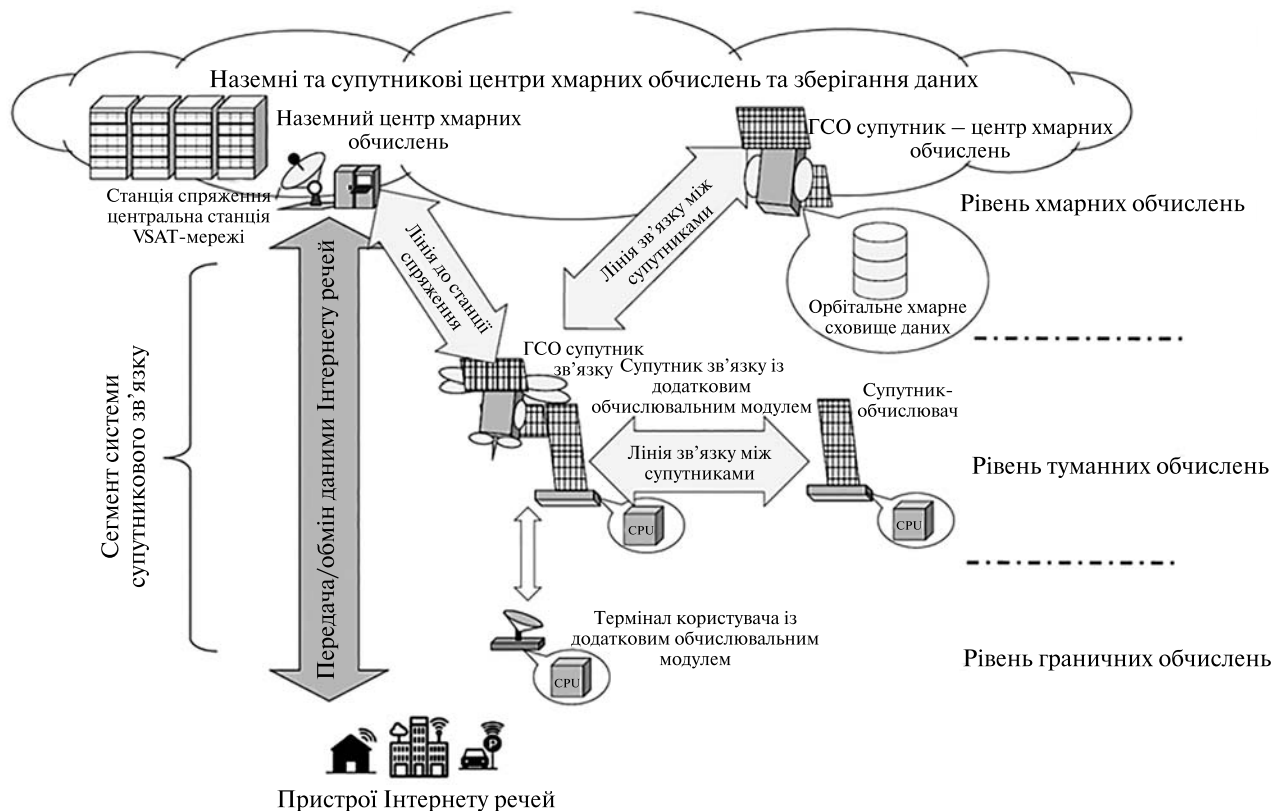 Наземні та супутникові центри хмарних обчислень та зберігання даних
Наземний центр хмарних
обчислень
ГСО супутник – центр хмарних
обчислень
Станція спряження
центральна станція
VSAT-мережі
Рівень хмарних обчислень
Лінія до станції
спряження
Лінія зв’язку між
супутниками
Орбітальне хмарне
сховище даних
Сегмент системи
супутникового зв’язку
Передача/обмін даними Інтернету речей
ГСО супутник
зв’язку
Супутник зв’язку із
додатковим
обчислювальним модулем
Супутник-
обчислювач
Лінія зв’язку між
супутниками
Рівень туманних обчислень
CPU
CPU
Термінал користувача із
додатковим обчислювальним
модулем
CPU
Рівень граничних обчислень
P
Пристрої Інтернету речей